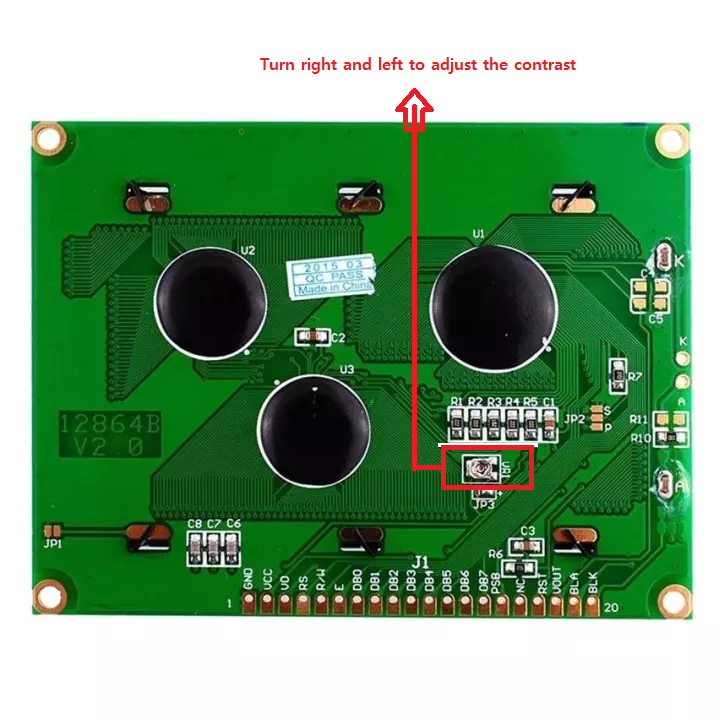 Turn right and left to adjust the contrast
U2
U1
2015 03
QC PASS
Made in China
K
C4
C5
C2
K
U3
R7
A
R1 R2 R3 R4 R5 C1
JP2
S
P
R11
R10
12864B
V2.0
VR1
A
JP3
+
C8 C7 C6
C3
JP1
R6
J1
1
GND
VCC
VO
RS
R/W
E
DB0
DB1
DB2
DB3
DB4
DB5
DB6
DB7
PSB
NC
RST
VOUT
BLA
BLK
20